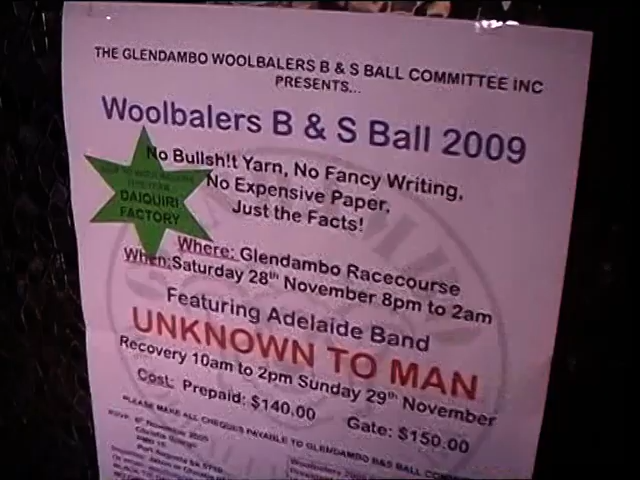 THE GLENDAMBO WOOLBALERS B & S BALL COMMITTEE INC
PRESENTS...
Woolbalers B & S Ball 2009
No Bullsh!t Yarn, No Fancy Writing,
No Expensive Paper,
Just the Facts!
DAIQUIRI
FACTORY
Where: Glendambo Racecourse
When:Saturday 28th November 8pm to 2am
Featuring Adelaide Band
UNKNOWN TO MAN
Recovery 10am to 2pm Sunday 29th November
Cost: Prepaid: $140.00 Gate: $150.00
PLEASE MAKE ALL CHEQUES PAYABLE TO GLENDAMBO B&S BALL
Port Augusta SA